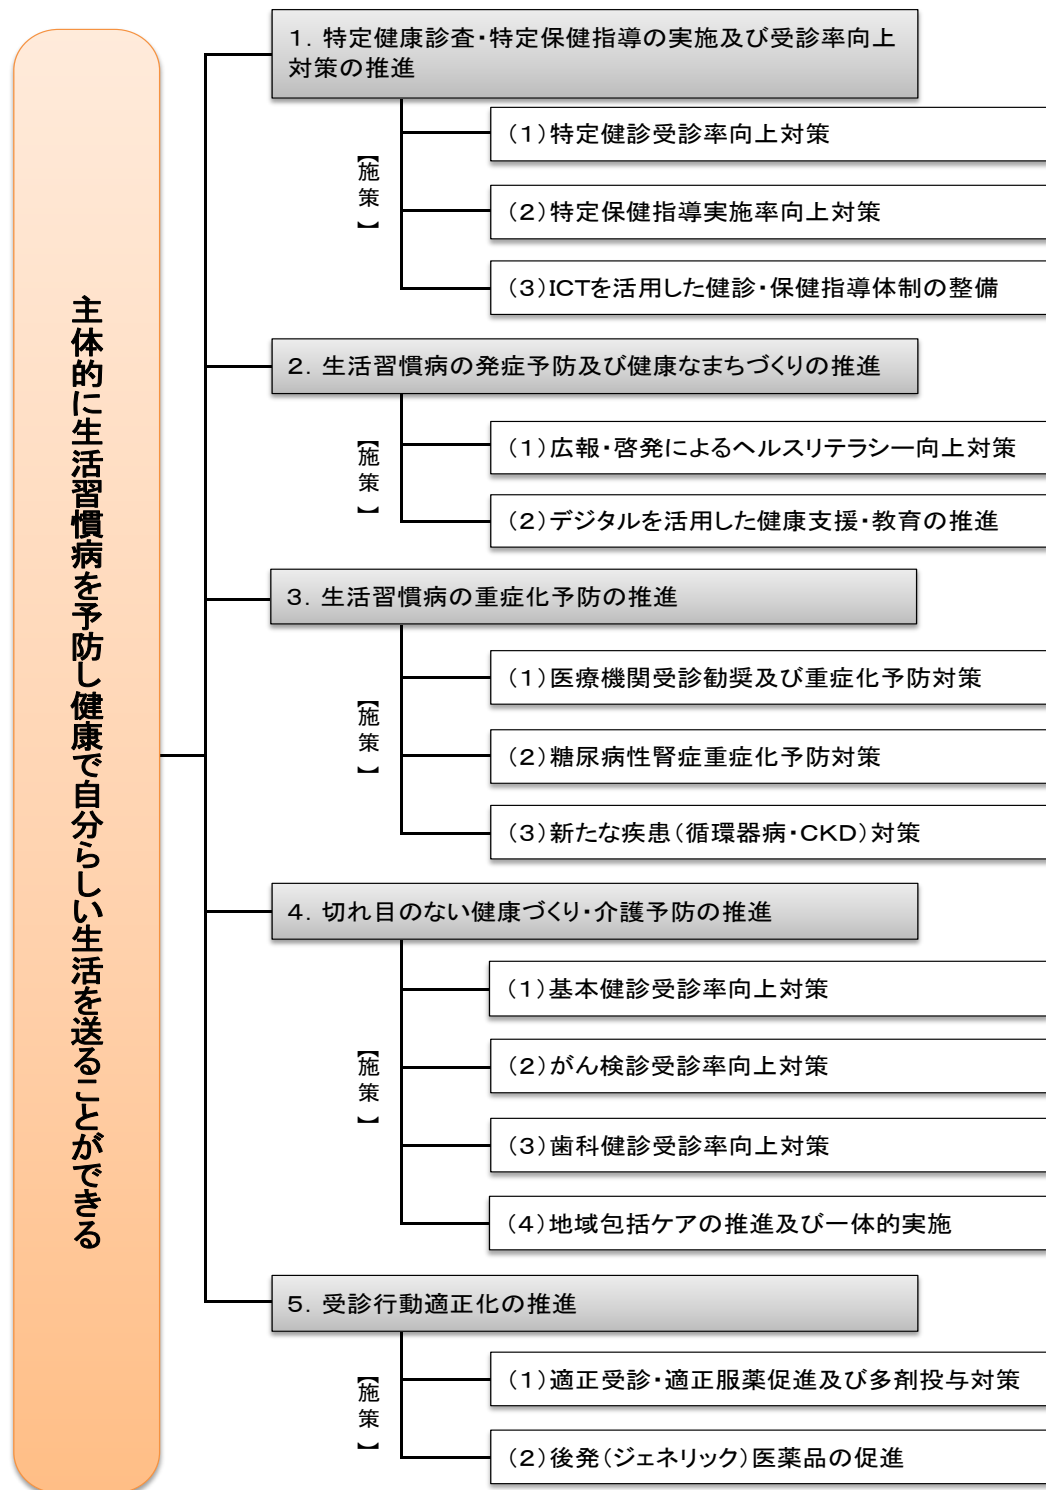 主体的に生活習慣病を予防し健康で自分らしい生活を送ることができる
1．特定健康診査・特定保健指導の実施及び受診率向上
対策の推進
【施策】
（1）特定健診受診率向上対策
（2）特定保健指導実施率向上対策
（3）ICTを活用した健診・保健指導体制の整備
2．生活習慣病の発症予防及び健康なまちづくりの推進
【施策】
（1）広報・啓発によるヘルスリテラシー向上対策
（2）デジタルを活用した健康支援・教育の推進
3．生活習慣病の重症化予防の推進
【施策】
（1）医療機関受診勧奨及び重症化予防対策
（2）糖尿病性腎症重症化予防対策
（3）新たな疾患（循環器病・CKD）対策
4．切れ目のない健康づくり・介護予防の推進
【施策】
（1）基本健診受診率向上対策
（2）がん検診受診率向上対策
（3）歯科健診受診率向上対策
（4）地域包括ケアの推進及び一体的実施
5．受診行動適正化の推進
【施策】
（1）適正受診・適正服薬促進及び多剤投与対策
（2）後発（ジェネリック）医薬品の促進